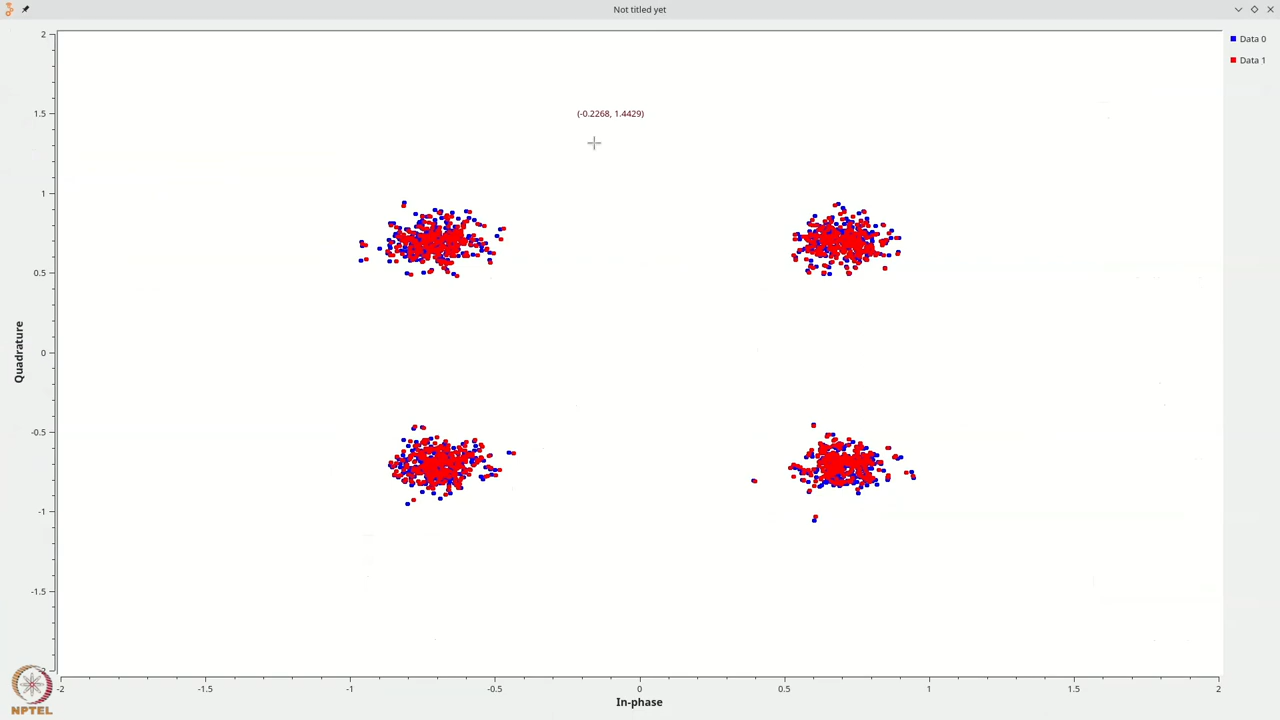 Not titled yet
Data 0
Data 1
(-0.2268, 1.4429)
2
1.5
1
0.5
0
-0.5
-1
-1.5
Quadrature
-2 -1.5 -1 -0.5 0 0.5 1 1.5 2
In-phase
NPTEL